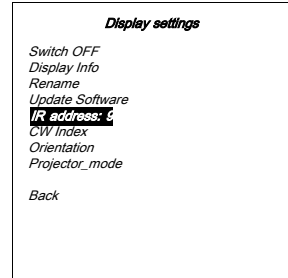 Display settings
Switch OFF
Display Info
Rename
Update Software
IR address: 9
CW Index
Orientation
Projector_mode
Back